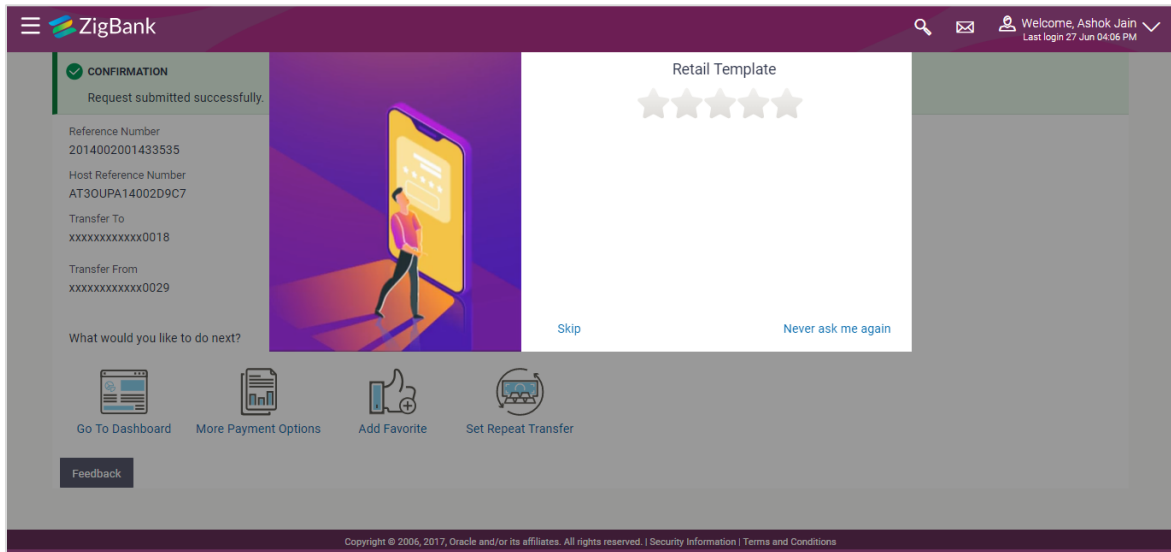 ZigBank
Welcome, Ashok Jain
Last login 27 Jun 04:06 PM
CONFIRMATION
Request submitted successfully.
Reference Number
2014002001433535
Host Reference Number
AT3OUPA14002D9C7
Transfer To
xxxxxxxxxxxx0018
Transfer From
xxxxxxxxxxxx0029
What would you like to do next?
Retail Template
Skip
Never ask me again
Go To Dashboard
More Payment Options
Add Favorite
Set Repeat Transfer
Feedback
Copyright © 2006, 2017, Oracle and/or its affiliates. All rights reserved. | Security Information | Terms and Conditions